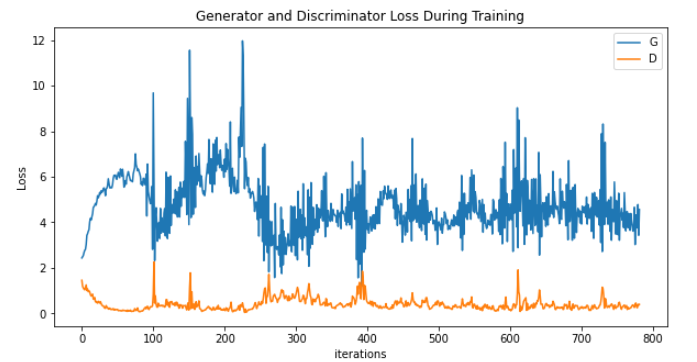 Generator and Discriminator Loss During Training
G
D
Loss
12
10
8
6
4
2
0
0 100 200 300 400 500 600 700 800
iterations